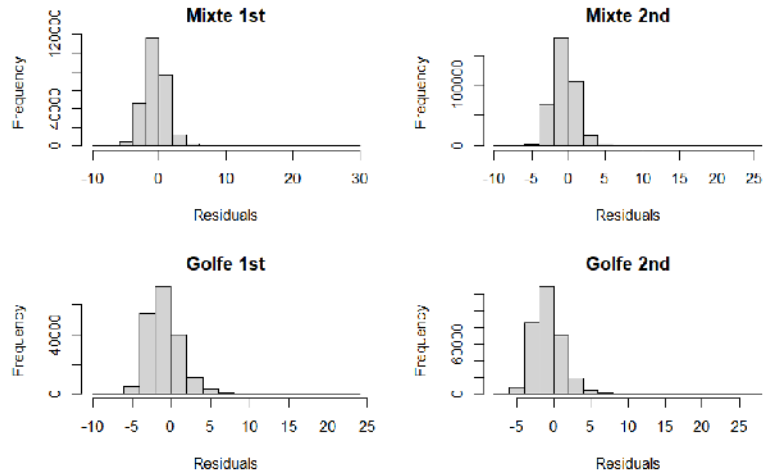 Mixte 1st
Frequency
0 40000 120000
-10 0 10 20 30
Residuals
Mixte 2nd
Frequency
0 100000
-10 -5 0 5 10 15 20 25
Residuals
Golfe 1st
Frequency
0 40000
-10 -5 0 5 10 15 20 25
Residuals
Golfe 2nd
Frequency
0 60000
-5 0 5 10 15 20 25
Residuals